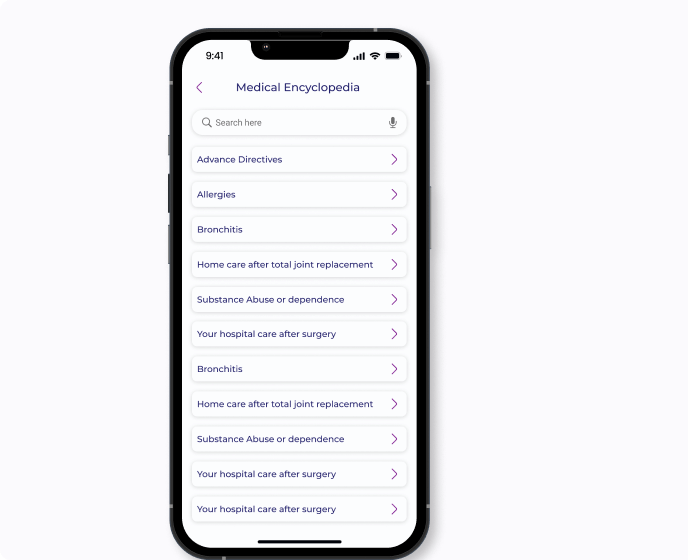 9:41
Medical Encyclopedia
Search here
Advance Directives
Allergies
Bronchitis
Home care after total joint replacement
Substance Abuse or dependence
Your hospital care after surgery
Bronchitis
Home care after total joint replacement
Substance Abuse or dependence
Your hospital care after surgery
Your hospital care after surgery